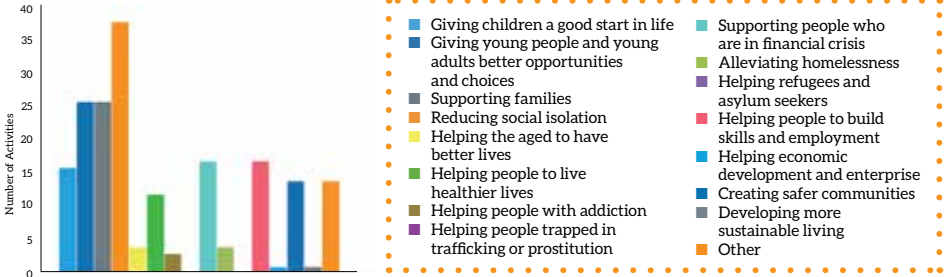 40
35
30
25
20
15
10
5
0
Number of Activities
Giving children a good start in life
Giving young people and young
adults better opportunities
and choices
Supporting families
Reducing social isolation
Helping the aged to have
better lives
Helping people to live
healthier lives
Helping people with addiction
Helping people trapped in
trafficking or prostitution
Supporting people who
are in financial crisis
Alleviating homelessness
Helping refugees and
asylum seekers
Helping people to build
skills and employment
Helping economic
development and enterprise
Creating safer communities
Developing more
sustainable living
Other